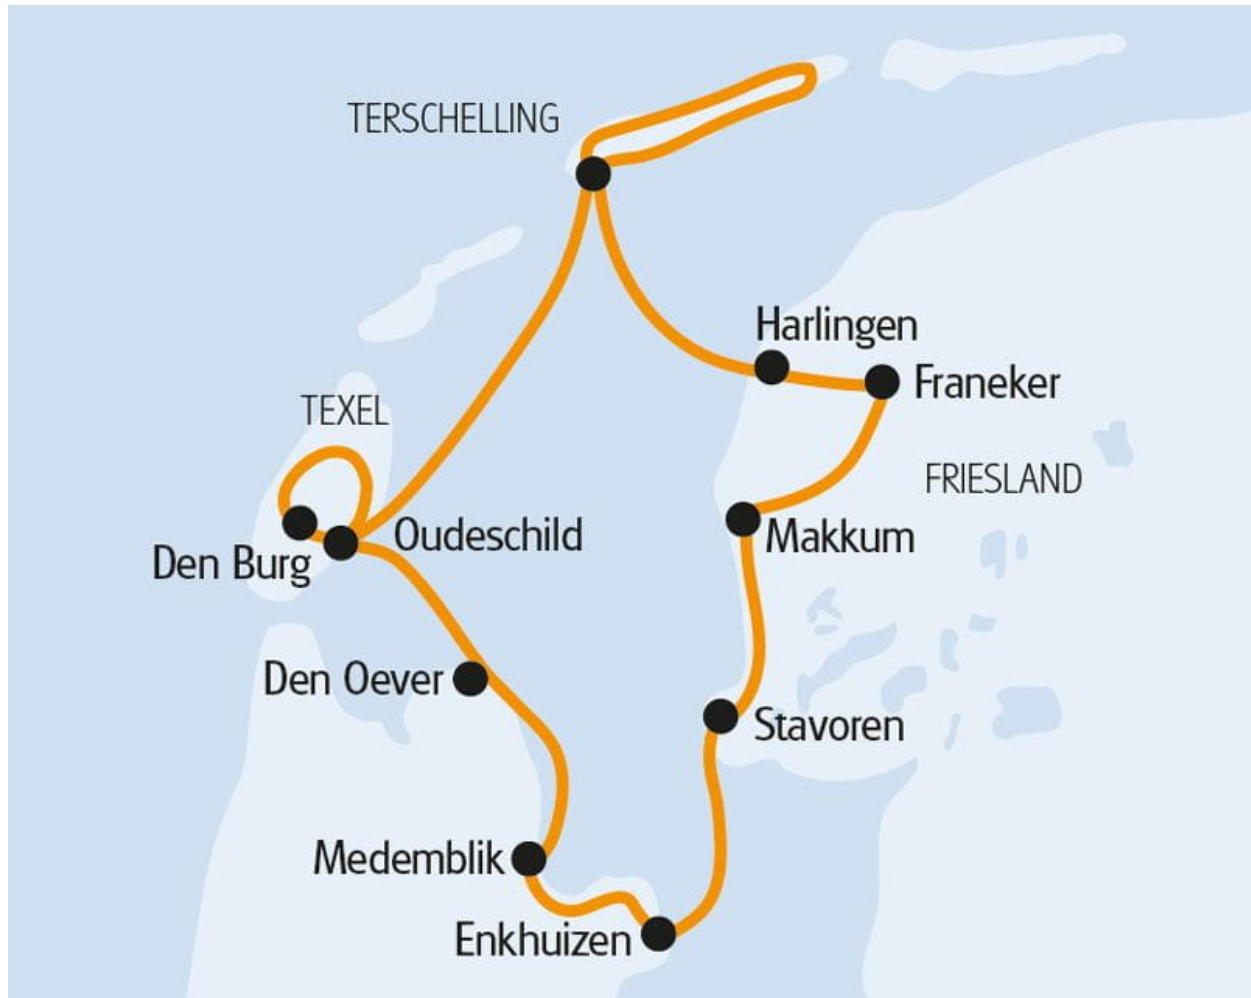 TERSCHELLING
Harlingen
Franeker
TEXEL
FRIESLAND
Oudeschild
Makkum
Den Burg
Den Oever
Stavoren
Medemblik
Enkhuizen